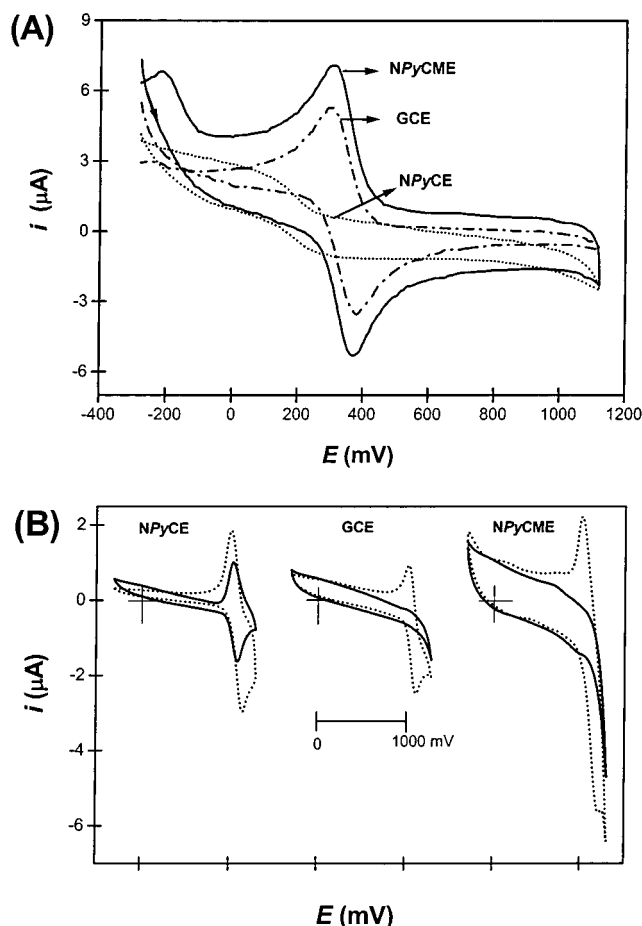 (A)
9
6
3
0
-3
-6
i (μA)
NPyCME
GCE
NPyCE
-400 -200 0 200 400 600 800 1000 1200
E (mV)
(B)
2
0
-2
-4
-6
i (μA)
NPyCE GCE NPyCME
0 1000 mV
E (mV)